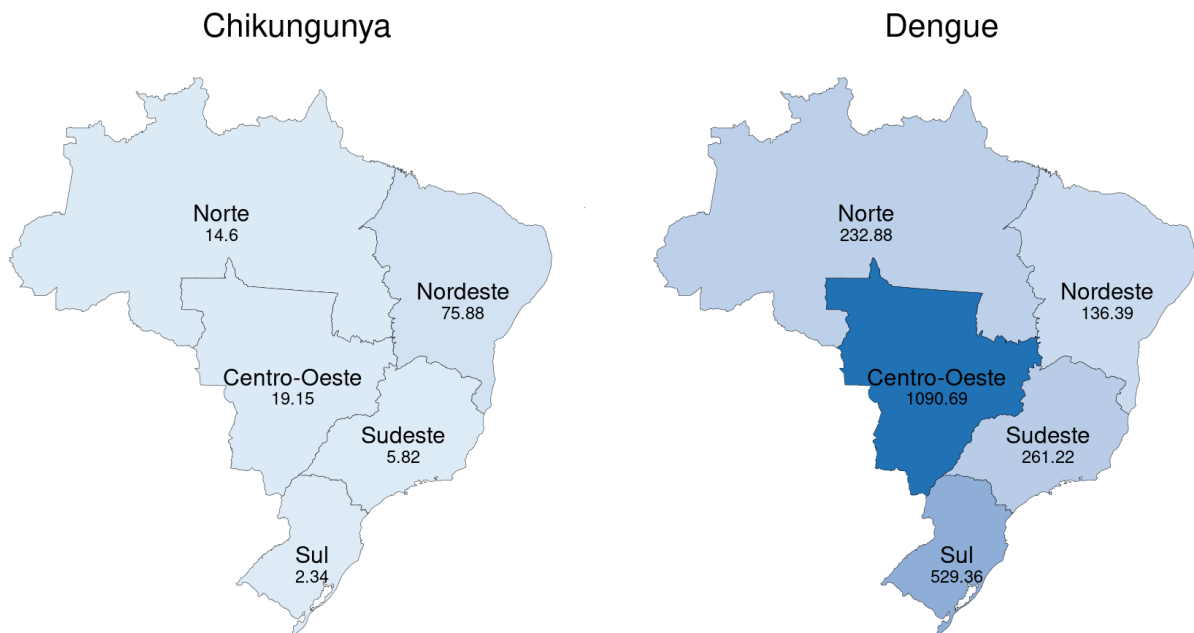 Chikungunya
Norte
14.6
Nordeste
75.88
Centro-Oeste
19.15
Sudeste
5.82
Sul
2.34
Dengue
Norte
232.88
Nordeste
136.39
Centro-Oeste
1090.69
Sudeste
261.22
Sul
529.36